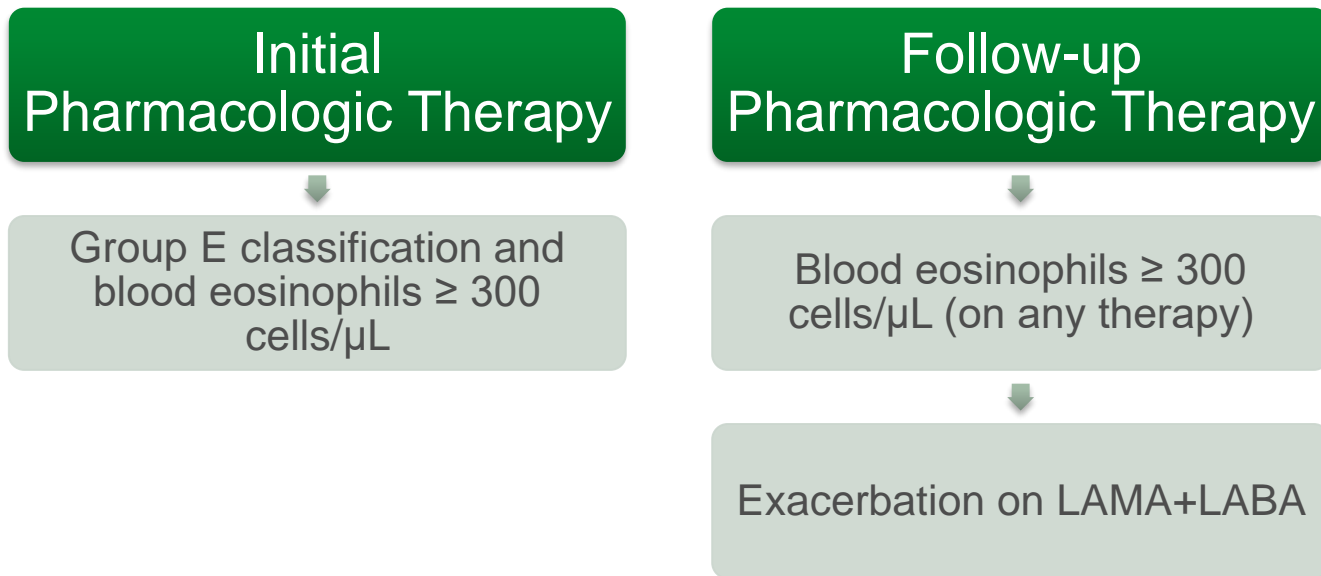 Initial
Pharmacologic Therapy
Group E classification and
blood eosinophils ≥ 300
cells/µL
Follow-up
Pharmacologic Therapy
Blood eosinophils ≥ 300
cells/µL (on any therapy)
Exacerbation on LAMA+LABA